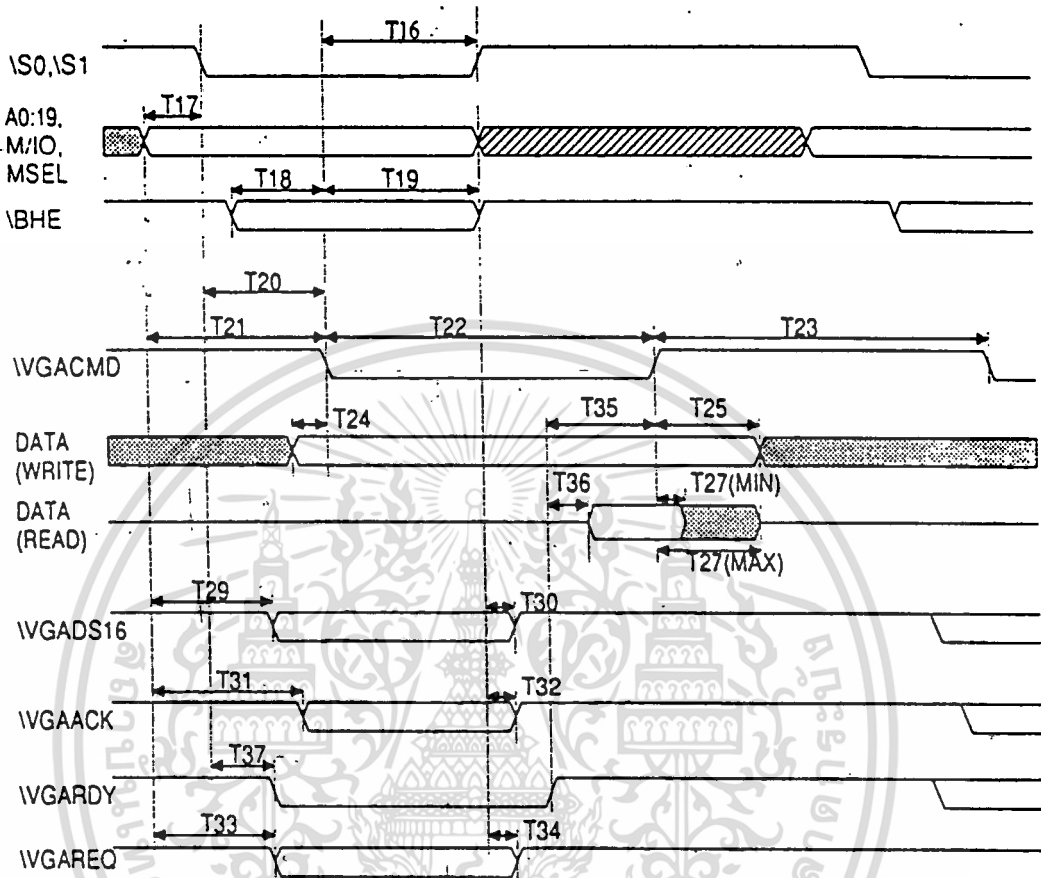 T16
\S0,\S1
T17
A0:19,
M/IO,
MSEL
T18 T19
\BHE
T20
T21 T22 T23
\VGACMD
T24 T35 T25
DATA
(WRITE)
T36 T27(MIN)
DATA
(READ)
T27(MAX)
T29 T30
\VGADS16
T31 T32
\VGAACK
T37
\VGARDY
T33 T34
\VGAREQ